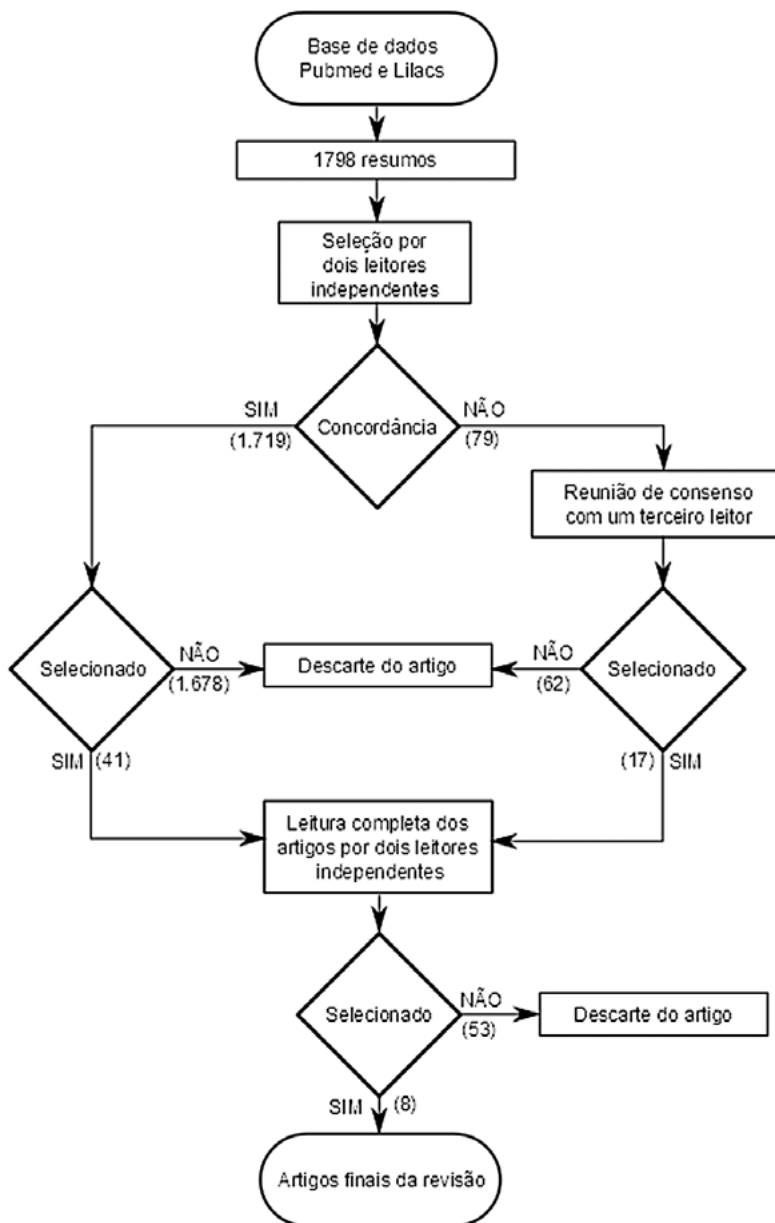 Base de dados
Pubmed e Lilacs
1798 resumos
Seleção por
dois leitores
independentes
SIM
(1.719)
Concordância
NÃO
(79)
Reunião de consenso
com um terceiro leitor
Selecionado
NÃO
(1.678)
Descarte do artigo
NÃO
(62)
Selecionado
SIM (41)
(17) SIM
Leitura completa dos
artigos por dois leitores
independentes
Selecionado
NÃO
(53)
Descarte do artigo
SIM (8)
Artigos finais da revisão